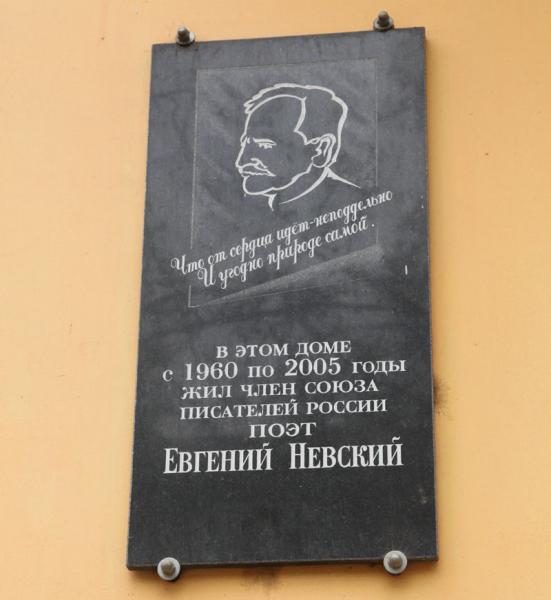 Что от сердца идёт-неподдельно
И угодно природе самой.
В ЭТОМ ДОМЕ
с 1960 по 2005 годы
ЖИЛ ЧЛЕН СОЮЗА
ПИСАТЕЛЕЙ РОССИИ
ПОЭТ
ЕВГЕНИЙ НЕВСКИЙ